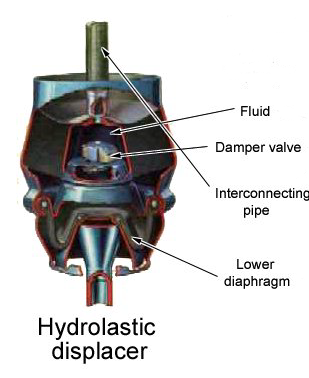 Fluid
Damper valve
Interconnecting
pipe
Lower
diaphragm
Hydrolastic
displacer